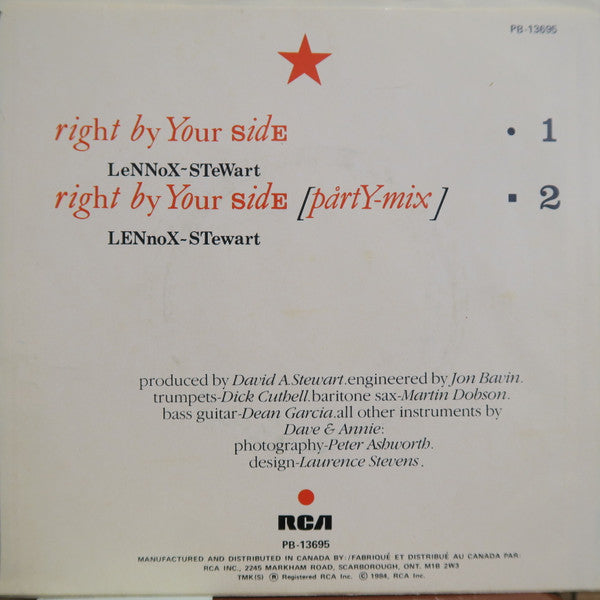 PB-13695
right by Your sidE • 1
LeNNoX-STeWart
right by Your sidE [pårtY-mix] ▪ 2
LENnoX-STewart
produced by David A.Stewart.engineered by Jon Bavin.
trumpets-Dick Cuthell.baritone sax-Martin Dobson.
bass guitar-Dean Garcia.all other instruments by
Dave & Annie:
photography-Peter Ashworth.
design-Laurence Stevens.
RCA
PB-13695
MANUFACTURED AND DISTRIBUTED IN CANADA BY:/FABRIQUÉ ET DISTRIBUÉ AU CANADA PAR:
RCA INC., 2245 MARKHAM ROAD, SCARBOROUGH, ONT. M1B 2W3
TMK(S) ® Registered RCA Inc. © 1984, RCA Inc.